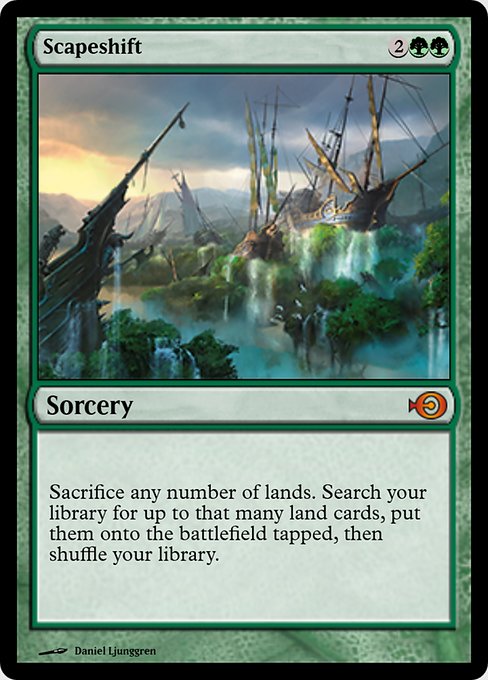 Scapeshift 2
Sorcery
Sacrifice any number of lands. Search your
library for up to that many land cards, put
them onto the battlefield tapped, then
shuffle your library.
Daniel Ljunggren